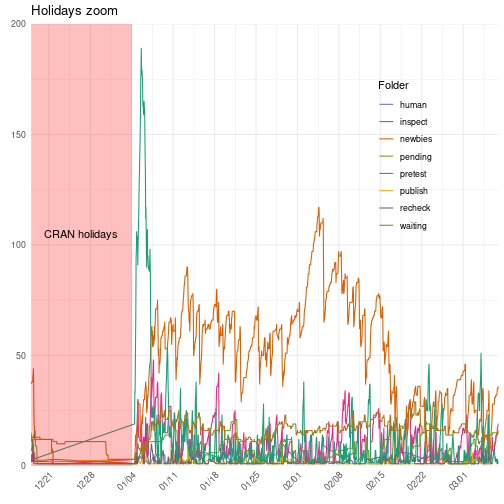 Holidays zoom
200
150
100
50
0
CRAN holidays
Folder
human
inspect
newbies
pending
pretest
publish
recheck
waiting
12/21
12/28
01/04
01/11
01/18
01/25
02/01
02/08
02/15
02/22
03/01